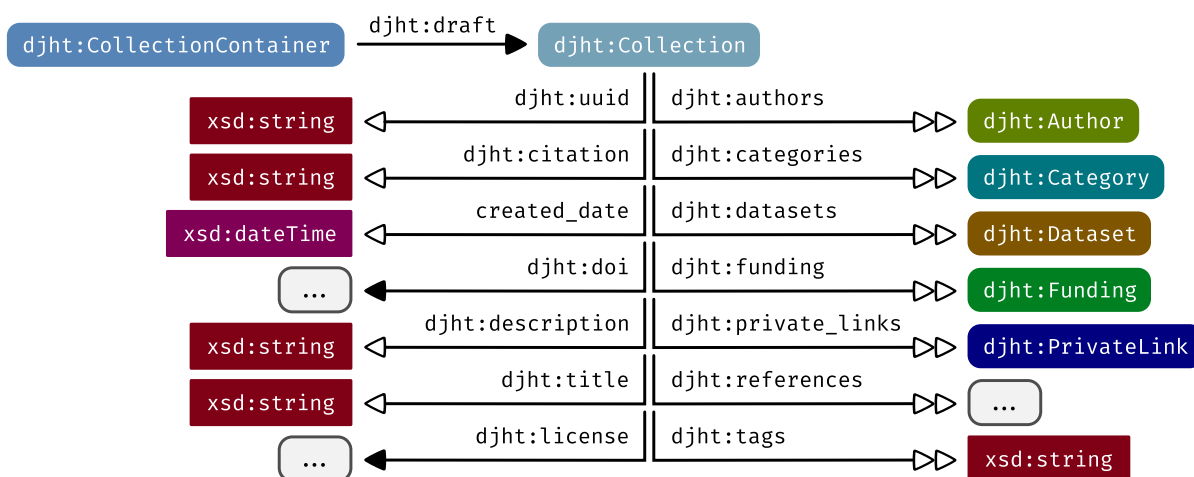 djht:CollectionContainer djht:draft djht:Collection
djht:uuid djht:authors
xsd:string djht:Author
djht:citation djht:categories
xsd:string djht:Category
created_date djht:datasets
xsd:dateTime djht:Dataset
djht:doi djht:funding
... djht:Funding
djht:description djht:private_links
xsd:string djht:PrivateLink
djht:title djht:references
xsd:string ...
djht:license djht:tags
... xsd:string